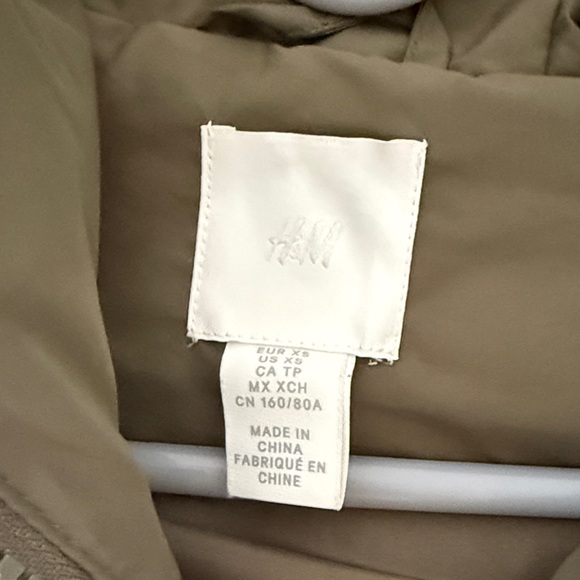 H&M
EUR XS
US XS
CA TP
MX XCH
CN 160/80A
MADE IN
CHINA
FABRIQUÉ EN
CHINE